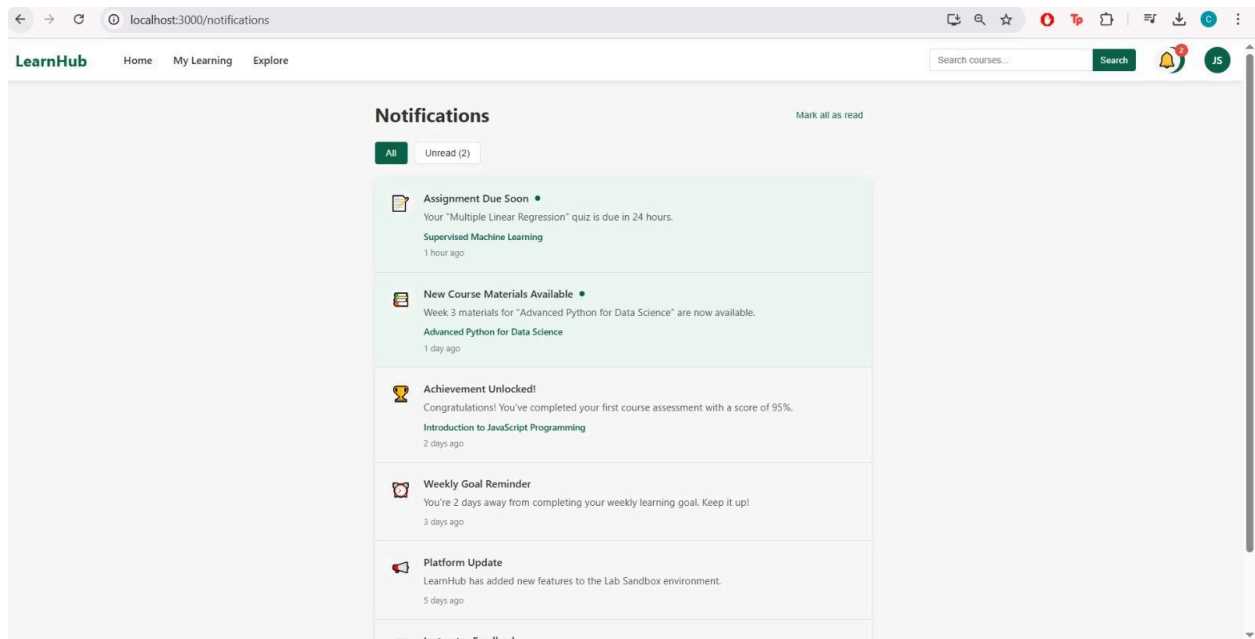 localhost:3000/notifications
LearnHub Home My Learning Explore Search courses... Search 2 JS
Notifications Mark all as read
All Unread (2)
Assignment Due Soon
Your "Multiple Linear Regression" quiz is due in 24 hours.
Supervised Machine Learning
1 hour ago
New Course Materials Available
Week 3 materials for "Advanced Python for Data Science" are now available.
Advanced Python for Data Science
1 day ago
Achievement Unlocked!
Congratulations! You've completed your first course assessment with a score of 95%.
Introduction to JavaScript Programming
2 days ago
Weekly Goal Reminder
You're 2 days away from completing your weekly learning goal. Keep it up!
3 days ago
Platform Update
LearnHub has added new features to the Lab Sandbox environment.
5 days ago